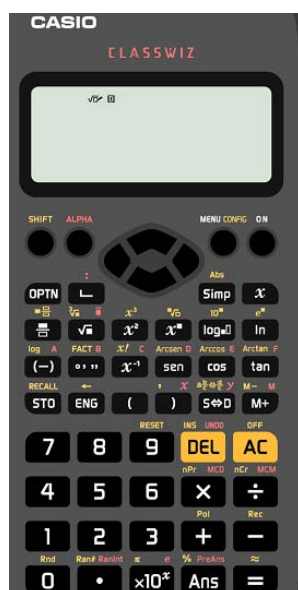 CASIO
CLASSWIZ
√□ D
SHIFT ALPHA MENU CONFIG ON
: Abs
OPTN Simp x
x³ 10■ e■
√■ x² x■ log■□ ln
log A FACT B x! C Arcsen D Arccos E Arctan F
(−) ° ' " x⁻¹ sen cos tan
RECALL ← , x y M− M
STO ENG ( ) S⇔D M+
RESET INS UNDO OFF
7 8 9 DEL AC
nPr MCD nCr MCM
4 5 6 × ÷
Pol Rec
1 2 3 + −
Rnd Ran# RanInt π e % PreAns ≈
0 • ×10ˣ Ans =